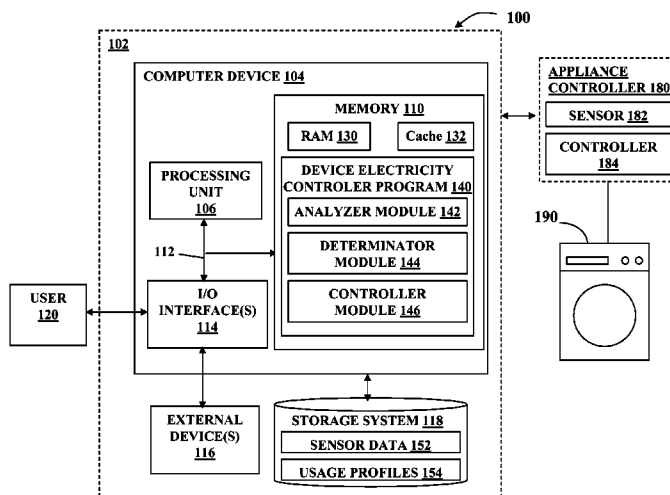 100
102
COMPUTER DEVICE 104
MEMORY 110
RAM 130
Cache 132
PROCESSING
UNIT
106
DEVICE ELECTRICITY
CONTROLER PROGRAM 140
ANALYZER MODULE 142
DETERMINATOR
MODULE 144
CONTROLLER
MODULE 146
112
I/O
INTERFACE(S)
114
USER
120
EXTERNAL
DEVICE(S)
116
STORAGE SYSTEM 118
SENSOR DATA 152
USAGE PROFILES 154
APPLIANCE
CONTROLLER 180
SENSOR 182
CONTROLLER
184
190